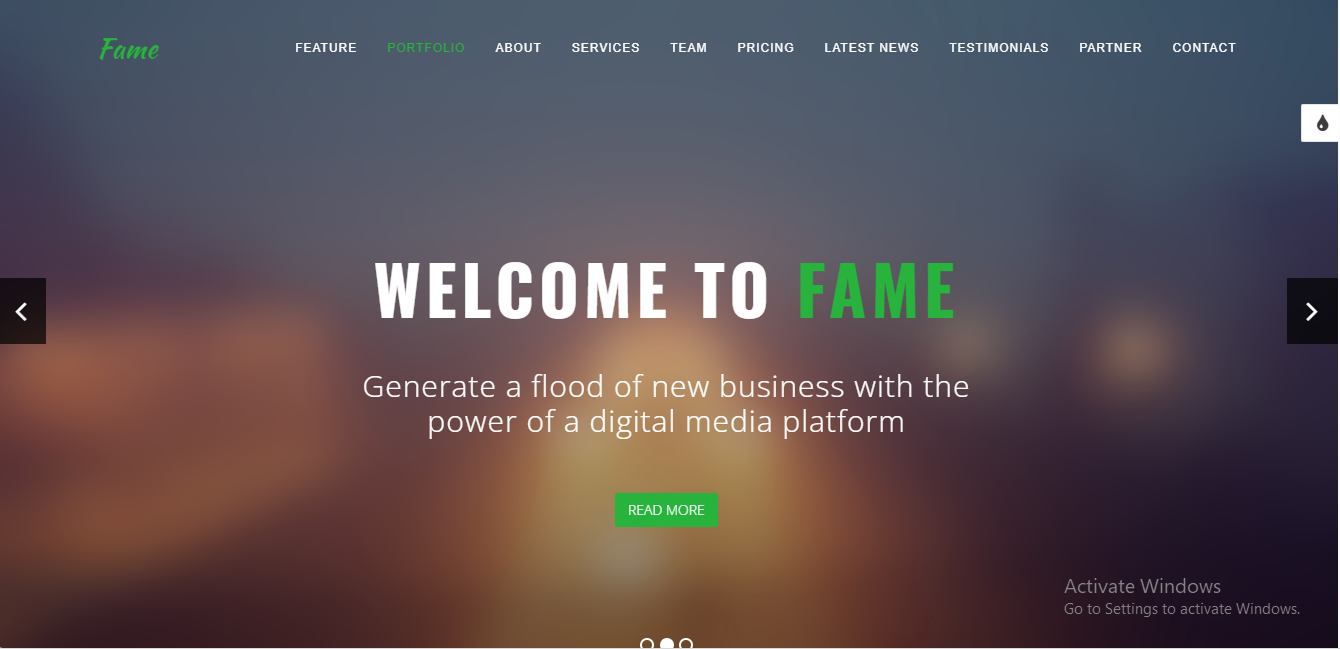 Fame
FEATURE PORTFOLIO ABOUT SERVICES TEAM PRICING LATEST NEWS TESTIMONIALS PARTNER CONTACT
WELCOME TO FAME
Generate a flood of new business with the
power of a digital media platform
READ MORE
Activate Windows
Go to Settings to activate Windows.